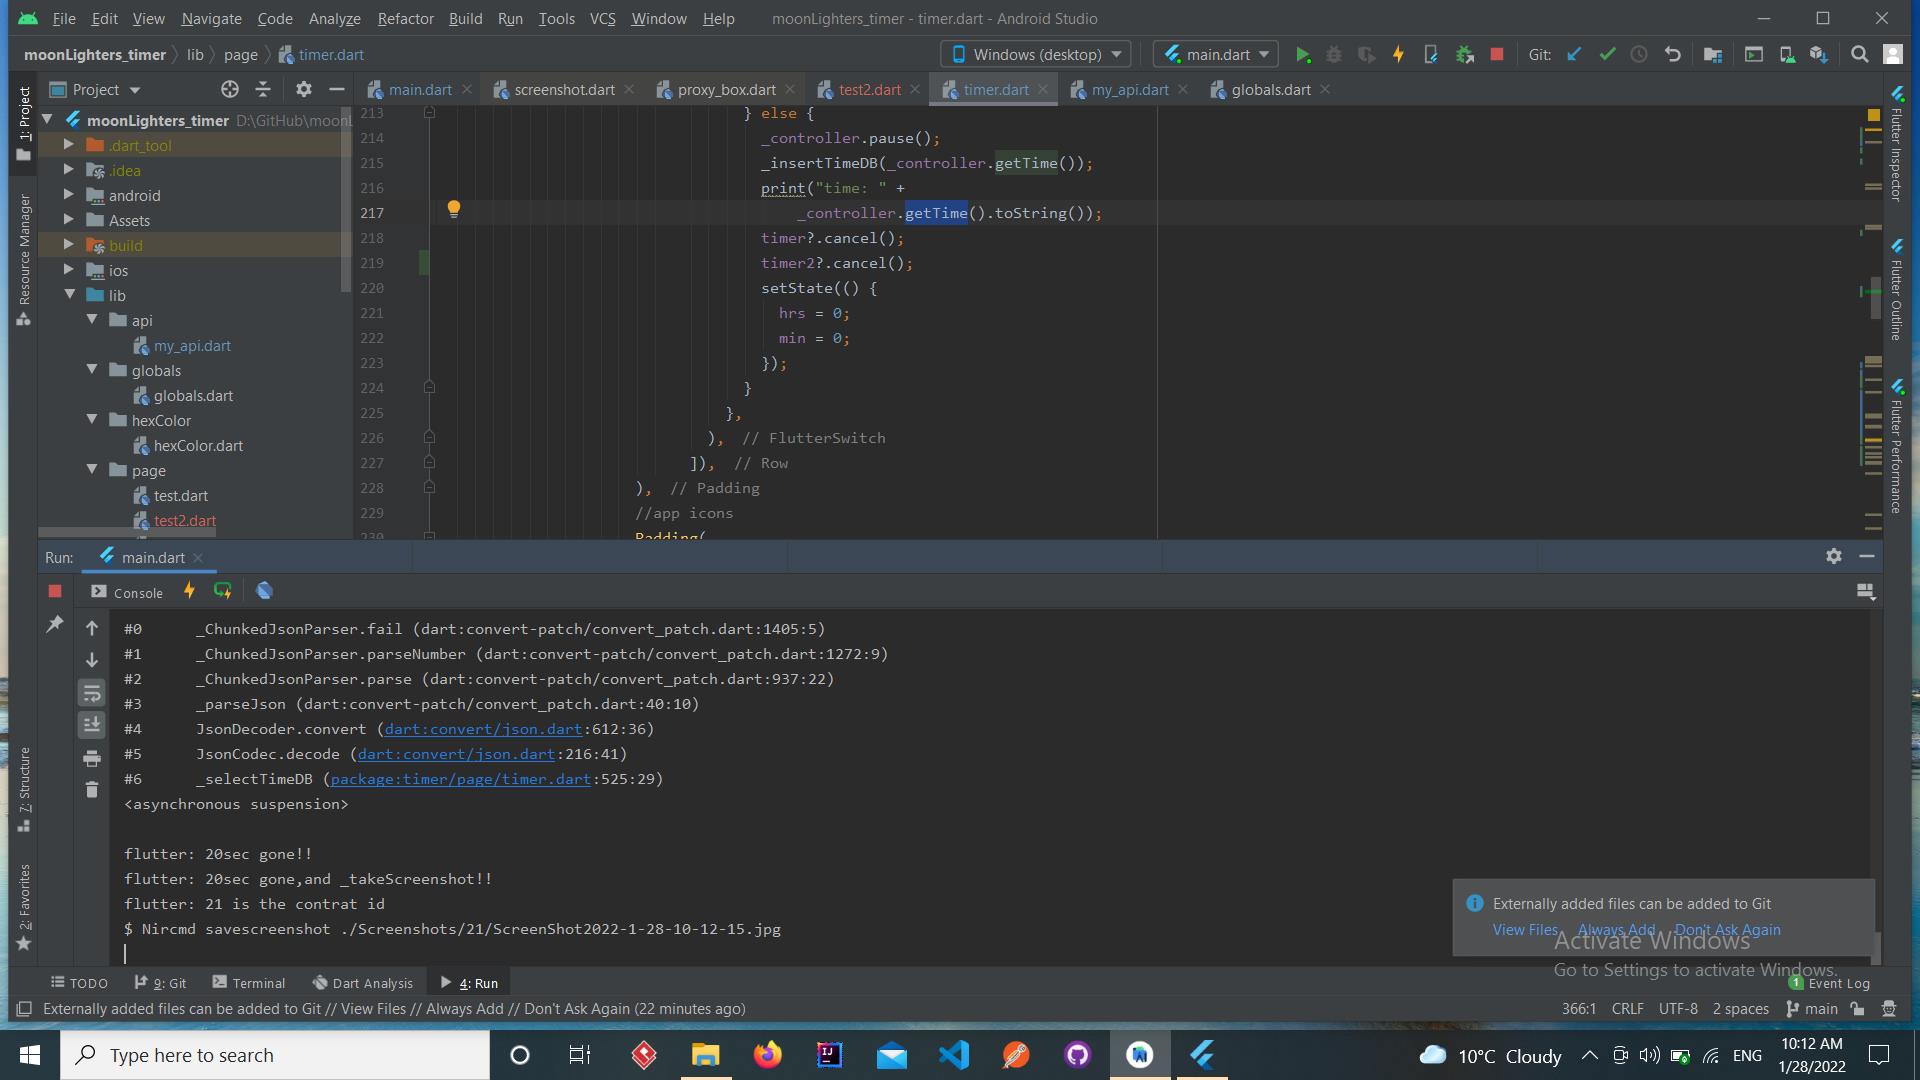 File Edit View Navigate Code Analyze Refactor Build Run Tools VCS Window Help moonLighters_timer - timer.dart - Android Studio
moonLighters_timer lib page timer.dart Windows (desktop) main.dart Git:
Project main.dart screenshot.dart proxy_box.dart test2.dart timer.dart my_api.dart globals.dart
1: Project
Resource Manager
7: Structure
2: Favorites
moonLighters_timer D:\GitHub\moonL
.dart_tool
.idea
android
Assets
build
ios
lib
api
my_api.dart
globals
globals.dart
hexColor
hexColor.dart
page
test.dart
test2.dart
213 } else {
214 _controller.pause();
215 _insertTimeDB(_controller.getTime());
216 print("time: " +
217 _controller.getTime().toString());
218 timer?.cancel();
219 timer2?.cancel();
220 setState(() {
221 hrs = 0;
222 min = 0;
223 });
224 }
225 },
226 ), // FlutterSwitch
227 ]), // Row
228 ), // Padding
229 //app icons
230 Padding(
Flutter Inspector
Flutter Outline
Flutter Performance
Run: main.dart
Console
#0 _ChunkedJsonParser.fail (dart:convert-patch/convert_patch.dart:1405:5)
#1 _ChunkedJsonParser.parseNumber (dart:convert-patch/convert_patch.dart:1272:9)
#2 _ChunkedJsonParser.parse (dart:convert-patch/convert_patch.dart:937:22)
#3 _parseJson (dart:convert-patch/convert_patch.dart:40:10)
#4 JsonDecoder.convert (dart:convert/json.dart:612:36)
#5 JsonCodec.decode (dart:convert/json.dart:216:41)
#6 _selectTimeDB (package:timer/page/timer.dart:525:29)
<asynchronous suspension>
flutter: 20sec gone!!
flutter: 20sec gone,and _takeScreenshot!!
flutter: 21 is the contrat id
$ Nircmd savescreenshot ./Screenshots/21/ScreenShot2022-1-28-10-12-15.jpg
Externally added files can be added to Git
View Files Always Add Don't Ask Again
Activate Windows
Go to Settings to activate Windows.
TODO 9: Git Terminal Dart Analysis 4: Run 1 Event Log
Externally added files can be added to Git // View Files // Always Add // Don't Ask Again (22 minutes ago) 366:1 CRLF UTF-8 2 spaces main
Type here to search 10°C Cloudy ENG 10:12 AM
1/28/2022